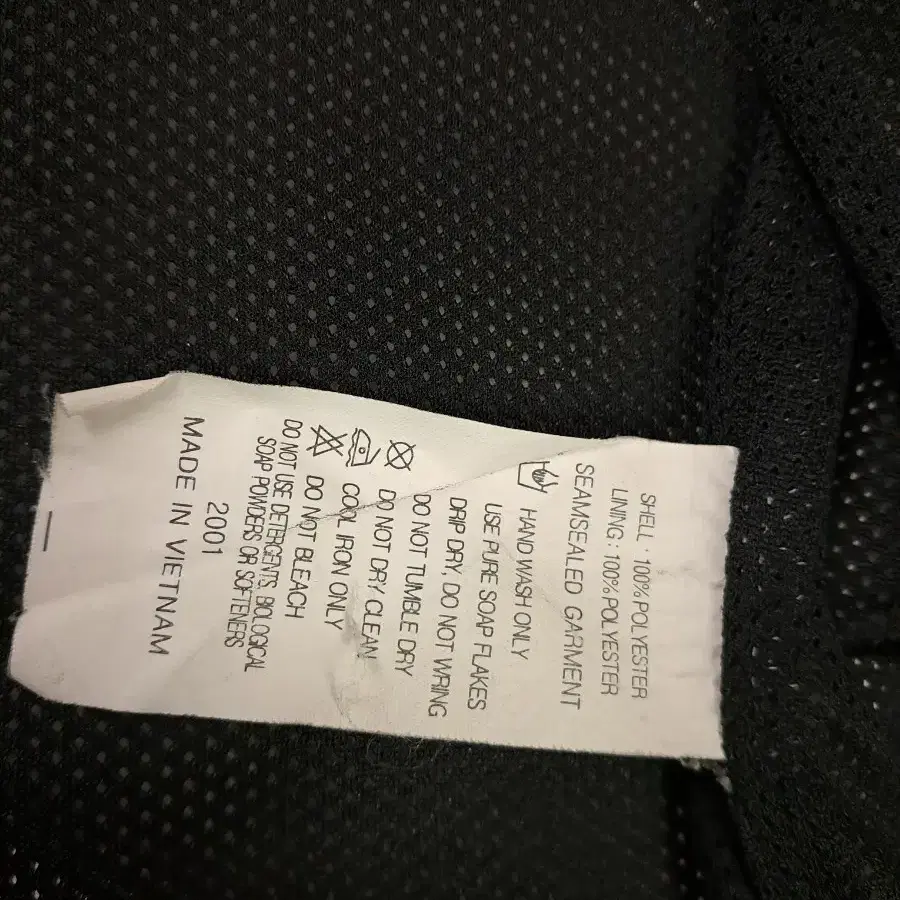 SHELL : 100% POLYESTER
LINING : 100% POLYESTER
SEAMSEALED GARMENT
HAND WASH ONLY
USE PURE SOAP FLAKES
DRIP DRY, DO NOT WRING
DO NOT TUMBLE DRY
DO NOT DRY CLEAN
COOL IRON ONLY
DO NOT BLEACH
DO NOT USE DETERGENTS, BIOLOGICAL
SOAP POWDERS OR SOFTENERS
2001
MADE IN VIETNAM